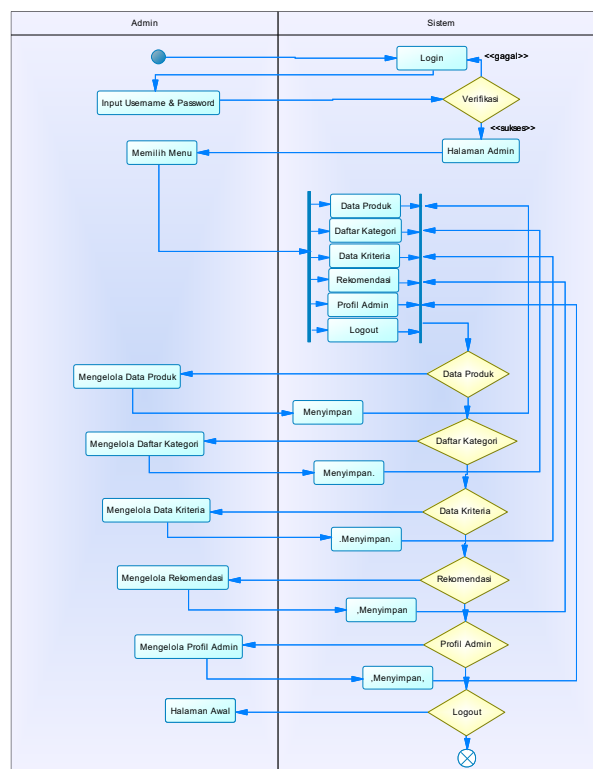 Admin
Sistem
Login
<<gagal>>
Input Username & Password
Verifikasi
<<sukses>>
Memilih Menu
Halaman Admin
Data Produk
Daftar Kategori
Data Kriteria
Rekomendasi
Profil Admin
Logout
Data Produk
Mengelola Data Produk
Menyimpan
Daftar Kategori
Mengelola Daftar Kategori
Menyimpan.
Data Kriteria
Mengelola Data Kriteria
.Menyimpan.
Rekomendasi
Mengelola Rekomendasi
,Menyimpan
Profil Admin
Mengelola Profil Admin
,Menyimpan,
Halaman Awal
Logout